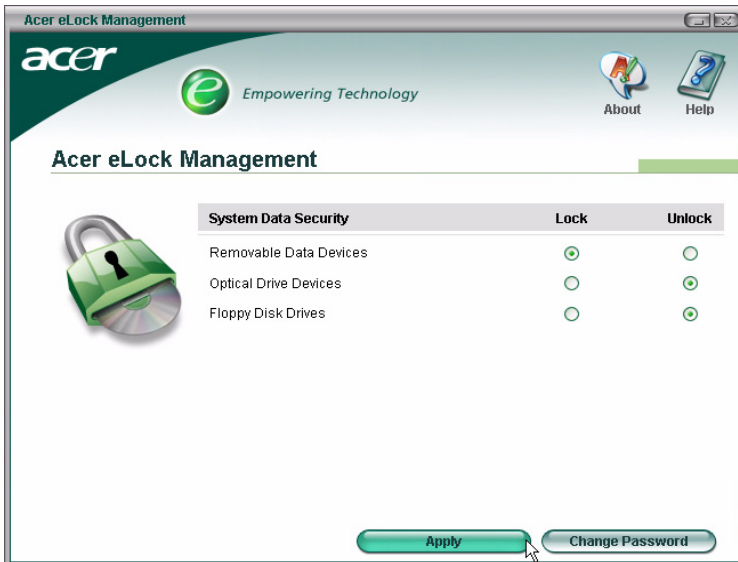 Acer eLock Management
acer
e Empowering Technology
About Help
Acer eLock Management
System Data Security Lock Unlock
Removable Data Devices
Optical Drive Devices
Floppy Disk Drives
Apply Change Password